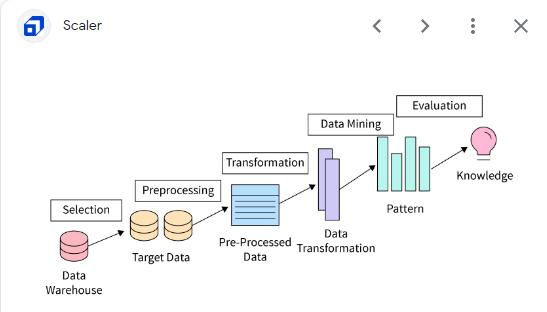 Scaler
Evaluation
Data Mining
Transformation
Preprocessing
Selection
Knowledge
Pattern
Data
Transformation
Pre-Processed
Data
Target Data
Data
Warehouse